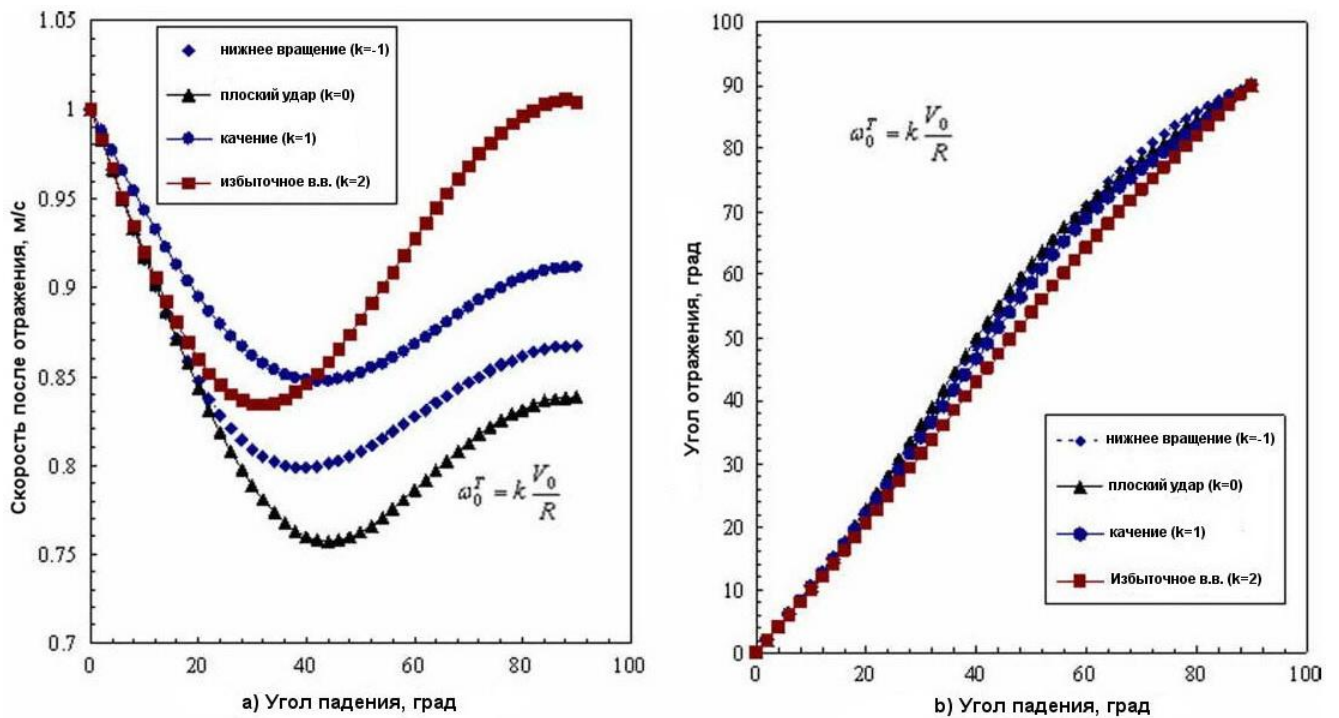 1.05
1
0.95
0.9
0.85
0.8
0.75
0.7
Скорость после отражения, м/с
нижнее вращение (k=-1)
плоский удар (k=0)
качение (k=1)
избыточное в.в. (k=2)
ω₀ᵀ = k V₀/R
0 20 40 60 80 100
a) Угол падения, град
100
90
80
70
60
50
40
30
20
10
0
Угол отражения, град
ω₀ᵀ = k V₀/R
нижнее вращение (k=-1)
плоский удар (k=0)
качение (k=1)
Избыточное в.в. (k=2)
0 20 40 60 80 100
b) Угол падения, град